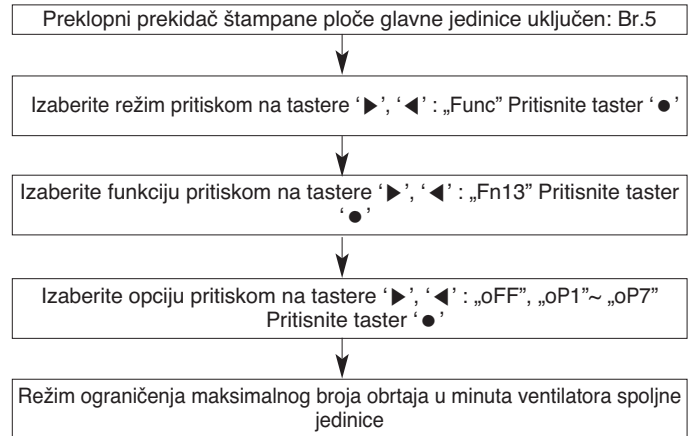 Preklopni prekidač štampane ploče glavne jedinice uključen: Br.5
Izaberite režim pritiskom na tastere ‘▶’, ‘◀’ : „Func” Pritisnite taster ‘●’
Izaberite funkciju pritiskom na tastere ‘▶’, ‘◀’ : „Fn13” Pritisnite taster
‘●’
Izaberite opciju pritiskom na tastere ‘▶’, ‘◀’ : „oFF”, „oP1”~ „oP7”
Pritisnite taster ‘●’
Režim ograničenja maksimalnog broja obrtaja u minuta ventilatora spoljne
jedinice